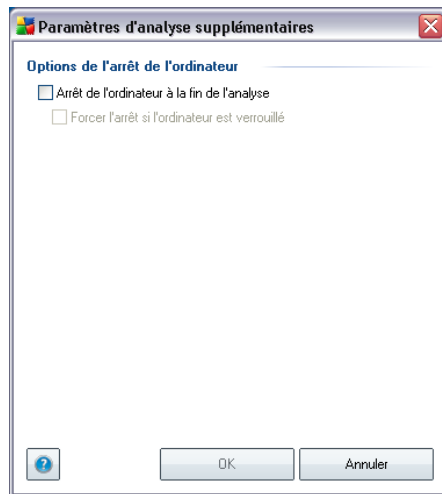 Paramètres d'analyse supplémentaires
Options de l'arrêt de l'ordinateur
Arrêt de l'ordinateur à la fin de l'analyse
Forcer l'arrêt si l'ordinateur est verrouillé
?
OK
Annuler